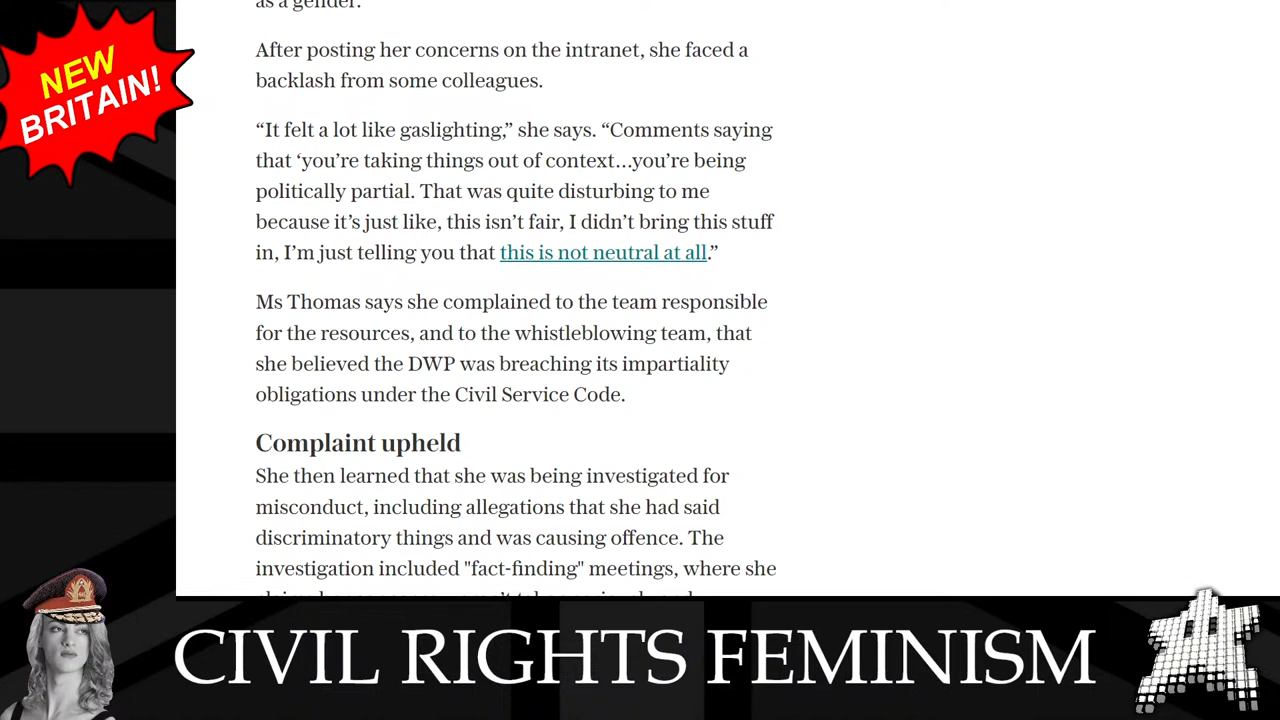 as a gender.
NEW
BRITAIN!
After posting her concerns on the intranet, she faced a
backlash from some colleagues.
“It felt a lot like gaslighting,” she says. “Comments saying
that ‘you’re taking things out of context…you’re being
politically partial. That was quite disturbing to me
because it’s just like, this isn’t fair, I didn’t bring this stuff
in, I’m just telling you that this is not neutral at all.”
Ms Thomas says she complained to the team responsible
for the resources, and to the whistleblowing team, that
she believed the DWP was breaching its impartiality
obligations under the Civil Service Code.
Complaint upheld
She then learned that she was being investigated for
misconduct, including allegations that she had said
discriminatory things and was causing offence. The
investigation included "fact-finding" meetings, where she
CIVIL RIGHTS FEMINISM